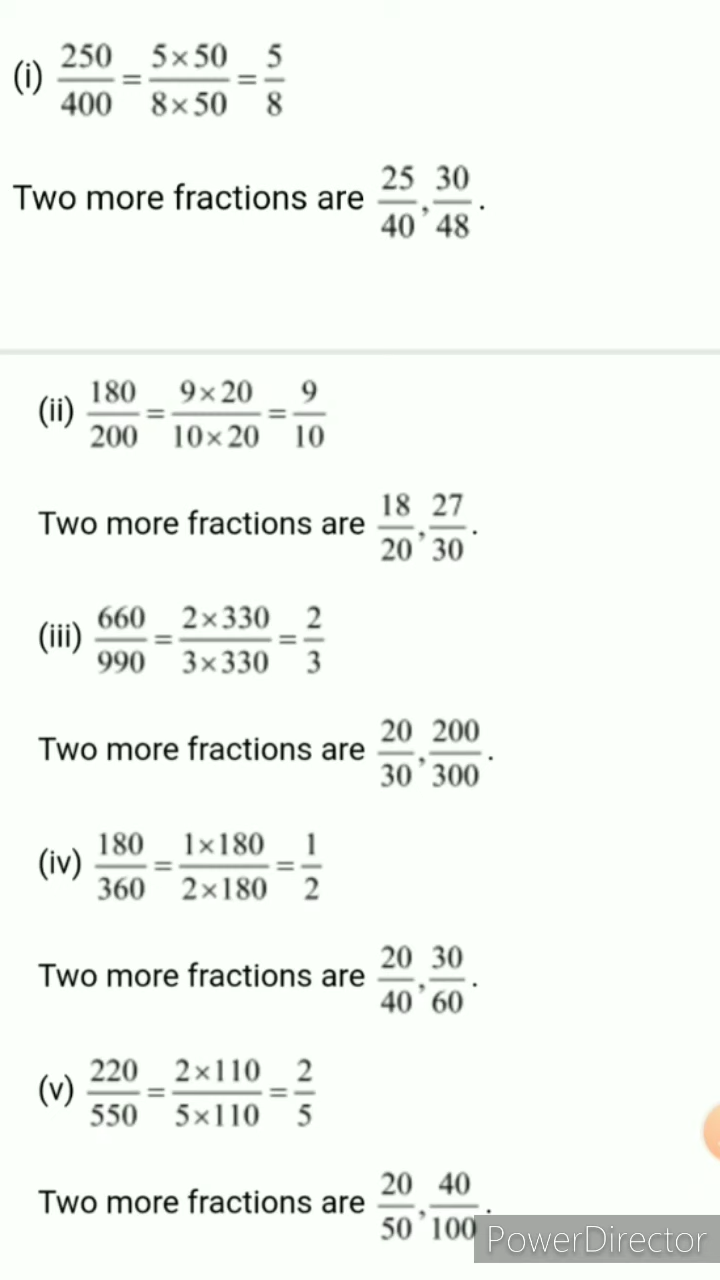 (i) 250/400 = 5×50/8×50 = 5/8
Two more fractions are 25/40, 30/48.
(ii) 180/200 = 9×20/10×20 = 9/10
Two more fractions are 18/20, 27/30.
(iii) 660/990 = 2×330/3×330 = 2/3
Two more fractions are 20/30, 200/300.
(iv) 180/360 = 1×180/2×180 = 1/2
Two more fractions are 20/40, 30/60.
(v) 220/550 = 2×110/5×110 = 2/5
Two more fractions are 20/50, 40/100.
PowerDirector